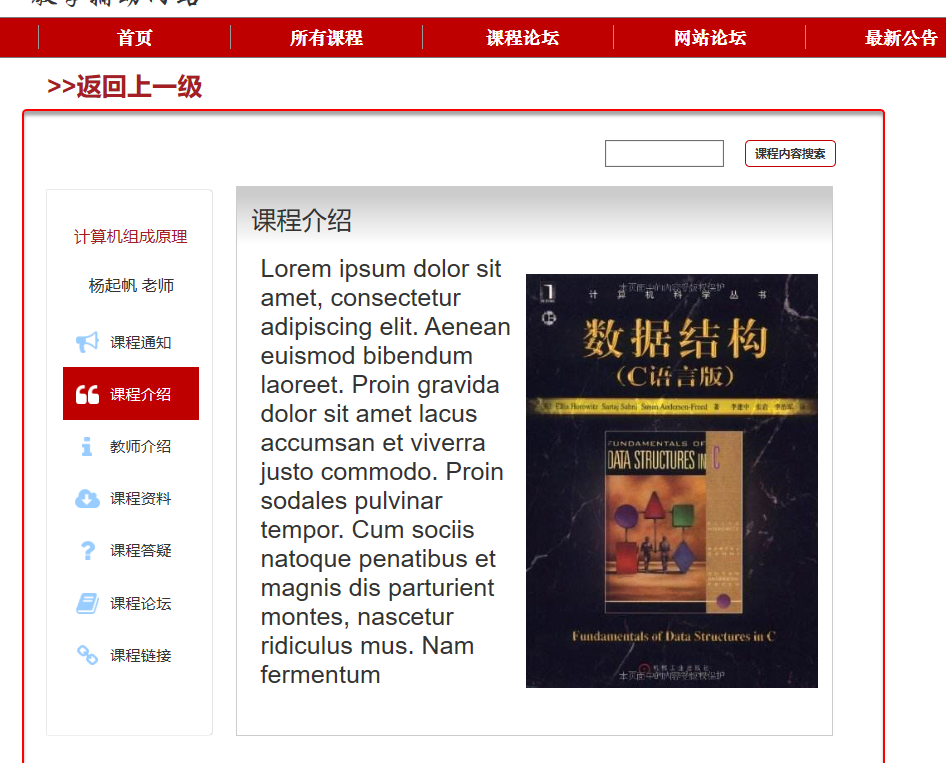 首页 所有课程 课程论坛 网站论坛 最新公告
>>返回上一级
课程内容搜索
计算机组成原理
杨起帆 老师
课程通知
课程介绍
教师介绍
课程资料
课程答疑
课程论坛
课程链接
课程介绍
Lorem ipsum dolor sit
amet, consectetur
adipiscing elit. Aenean
euismod bibendum
laoreet. Proin gravida
dolor sit amet lacus
accumsan et viverra
justo commodo. Proin
sodales pulvinar
tempor. Cum sociis
natoque penatibus et
magnis dis parturient
montes, nascetur
ridiculus mus. Nam
fermentum
计算机科学丛书
数据结构
(C语言版)
Ellis Horowitz Sartaj Sahni Susan Anderson-Freed 著
FUNDAMENTALS OF
DATA STRUCTURES IN C
Fundamentals of Data Structures in C
机械工业出版社